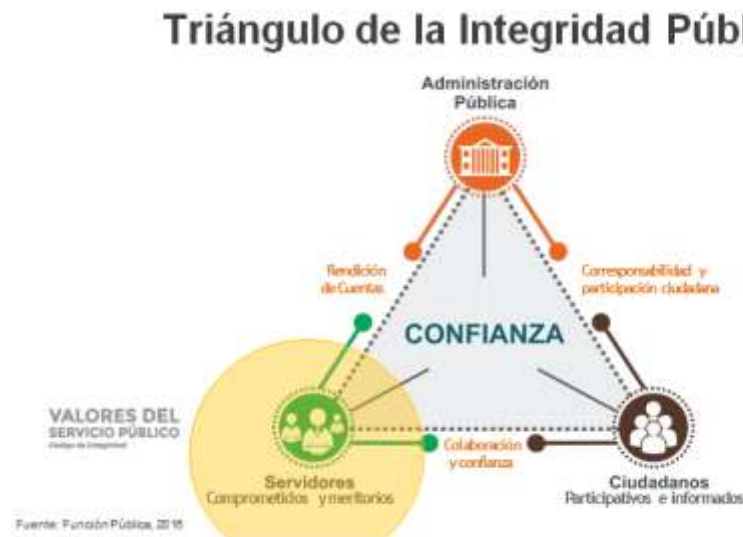 Triángulo de la Integridad Públ
Administración
Pública
Rendición
de Cuentas
Corresponsabilidad y
participación ciudadana
CONFIANZA
VALORES DEL
SERVICIO PÚBLICO
Código de Integridad
Colaboración
y confianza
Servidores
Comprometidos y meritorios
Ciudadanos
Participativos e informados
Fuente: Función Pública, 2016